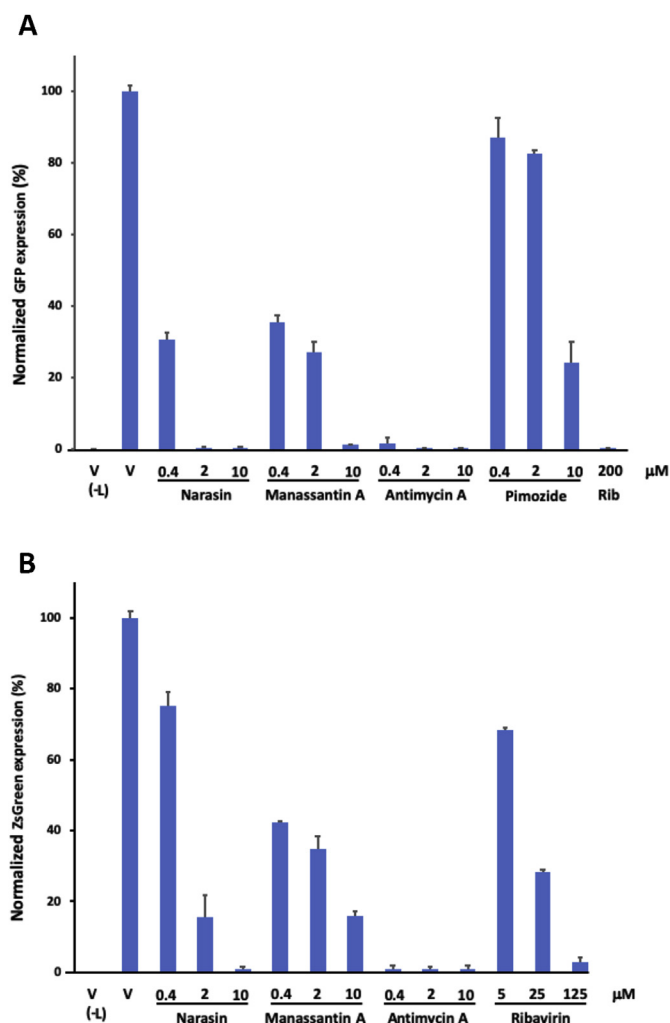 A
Normalized GFP expression (%)
100
80
60
40
20
0
V V 0.4 2 10 0.4 2 10 0.4 2 10 0.4 2 10 200 μM
(-L) Narasin Manassantin A Antimycin A Pimozide Rib
B
Normalized ZsGreen expression (%)
100
80
60
40
20
0
V V 0.4 2 10 0.4 2 10 0.4 2 10 5 25 125 μM
(-L) Narasin Manassantin A Antimycin A Ribavirin